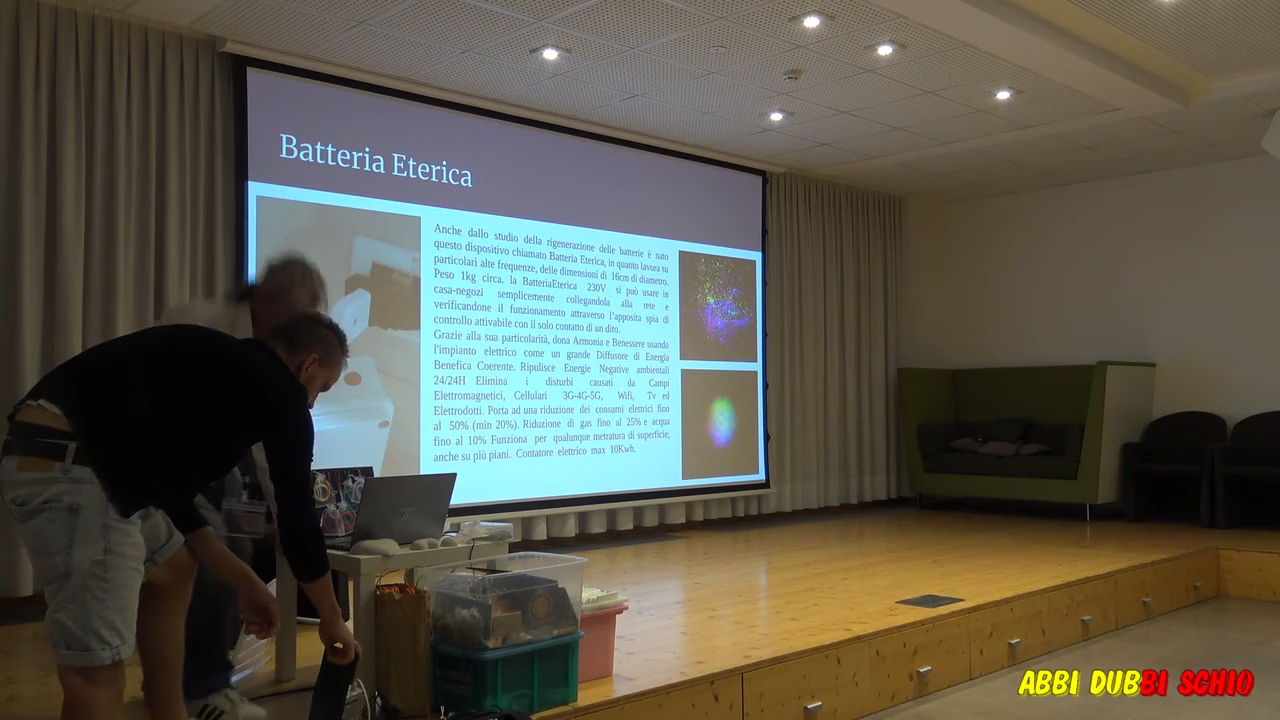 Batteria Eterica
Anche dallo studio della rigenerazione delle batterie è nato
questo dispositivo chiamato Batteria Eterica, in quanto lavora su
particolari alte frequenze, delle dimensioni di 16cm di diametro.
Peso 1kg circa. la BatteriaEterica 230V si può usare in
casa-negozi semplicemente collegandola alla rete e
verificandone il funzionamento attraverso l'apposita spia di
controllo attivabile con il solo contatto di un dito.
Grazie alla sua particolarità, dona Armonia e Benessere usando
l'impianto elettrico come un grande Diffusore di Energia
Benefica Coerente. Ripulisce Energie Negative ambientali
24/24H Elimina i disturbi causati da Campi
Elettromagnetici, Cellulari 3G-4G-5G, Wifi, Tv ed
Elettrodotti. Porta ad una riduzione dei consumi elettrici fino
al 50% (min 20%). Riduzione di gas fino al 25% e acqua
fino al 10% Funziona per qualunque metratura di superficie,
anche su più piani. Contatore elettrico max 10Kwh.
ABBI DUBBI SCHIO